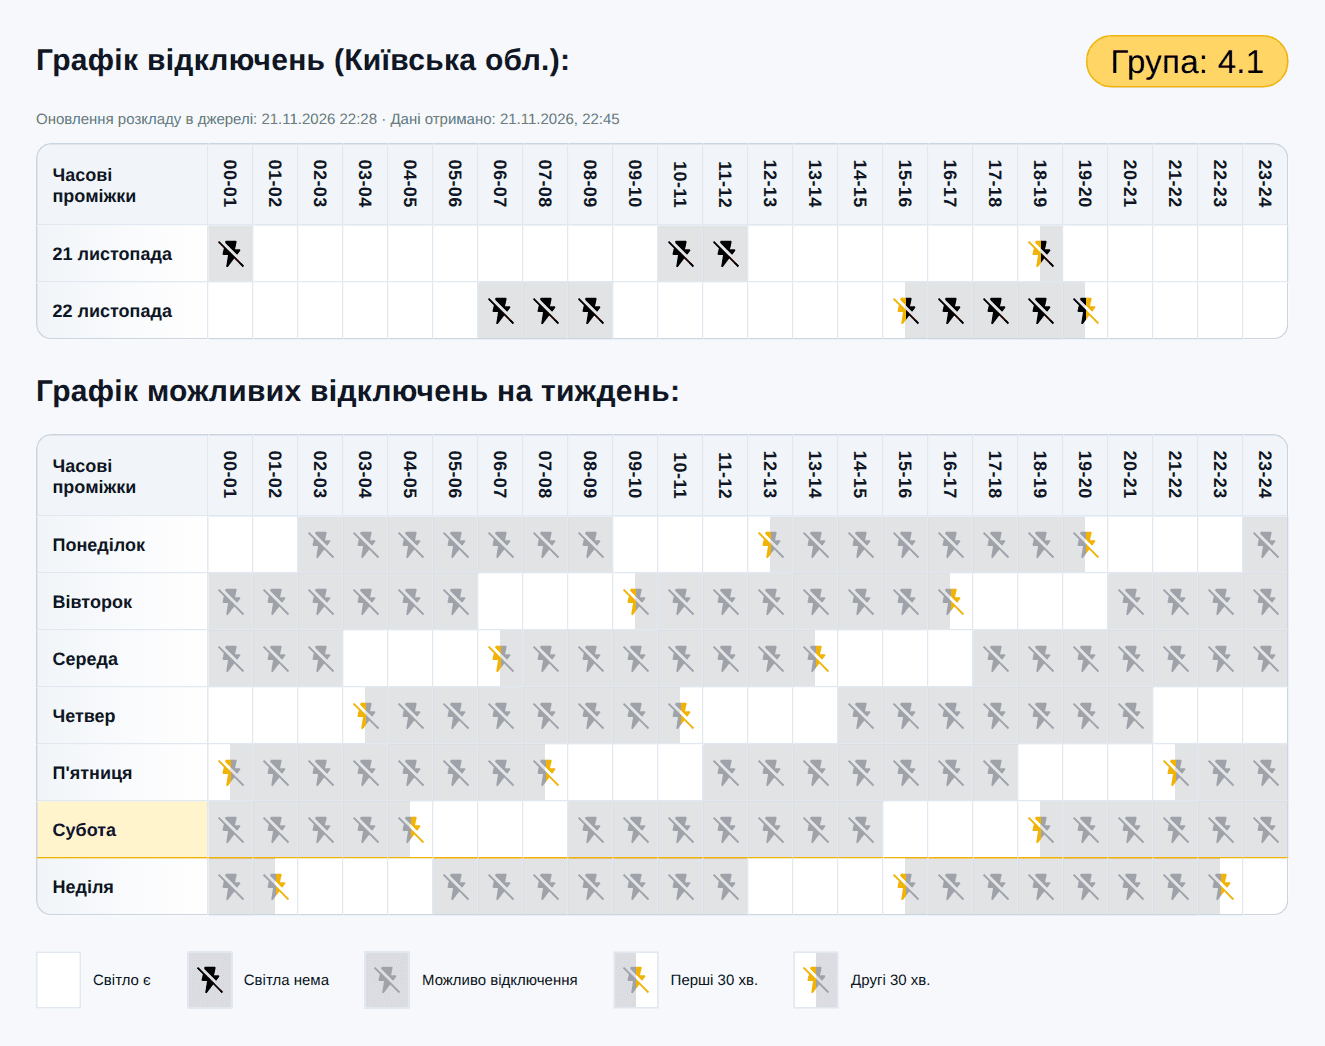 Графік відключень (Київська обл.):
Група: 4.1
Оновлення розкладу в джерелі: 21.11.2026 22:28 · Дані отримано: 21.11.2026, 22:45
Часові проміжки 00-01 01-02 02-03 03-04 04-05 05-06 06-07 07-08 08-09 09-10 10-11 11-12 12-13 13-14 14-15 15-16 16-17 17-18 18-19 19-20 20-21 21-22 22-23 23-24
21 листопада
22 листопада
Графік можливих відключень на тиждень:
Часові проміжки 00-01 01-02 02-03 03-04 04-05 05-06 06-07 07-08 08-09 09-10 10-11 11-12 12-13 13-14 14-15 15-16 16-17 17-18 18-19 19-20 20-21 21-22 22-23 23-24
Понеділок
Вівторок
Середа
Четвер
П'ятниця
Субота
Неділя
Світло є
Світла нема
Можливо відключення
Перші 30 хв.
Другі 30 хв.